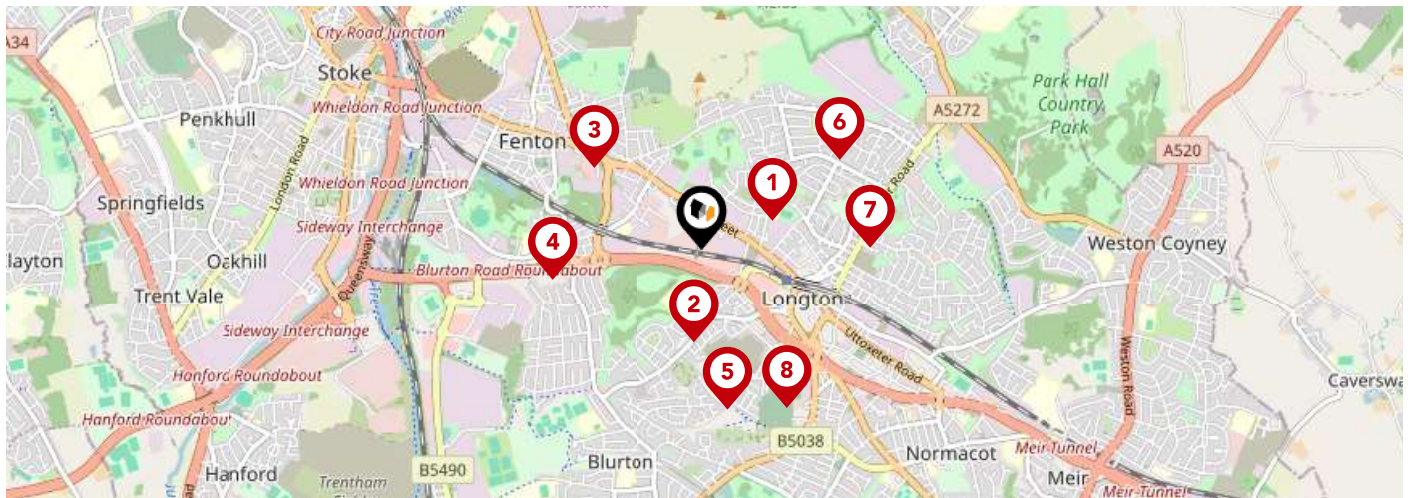 A34
City Road Junction
Stoke
Whieldon Road Junction
Penkhull
Fenton
3
6
A5272
Park Hall
Country
Park
A520
London Road
Whieldon Road Junction
1
Road
Springfields
Sideway Interchange
7
4
Weston Coyney
layton
Oakhill
Queensway
Blurton Road Roundabout
Trent Vale
Longton
2
Sideway Interchange
Uttoxeter Road
Hanford Roundabout
5
8
Weston Road
Hanford Roundabout
B5038
Meir Tunnel
Blurton
Normacot
Hanford
B5490
Trentham
Meir
Meir Tunnel